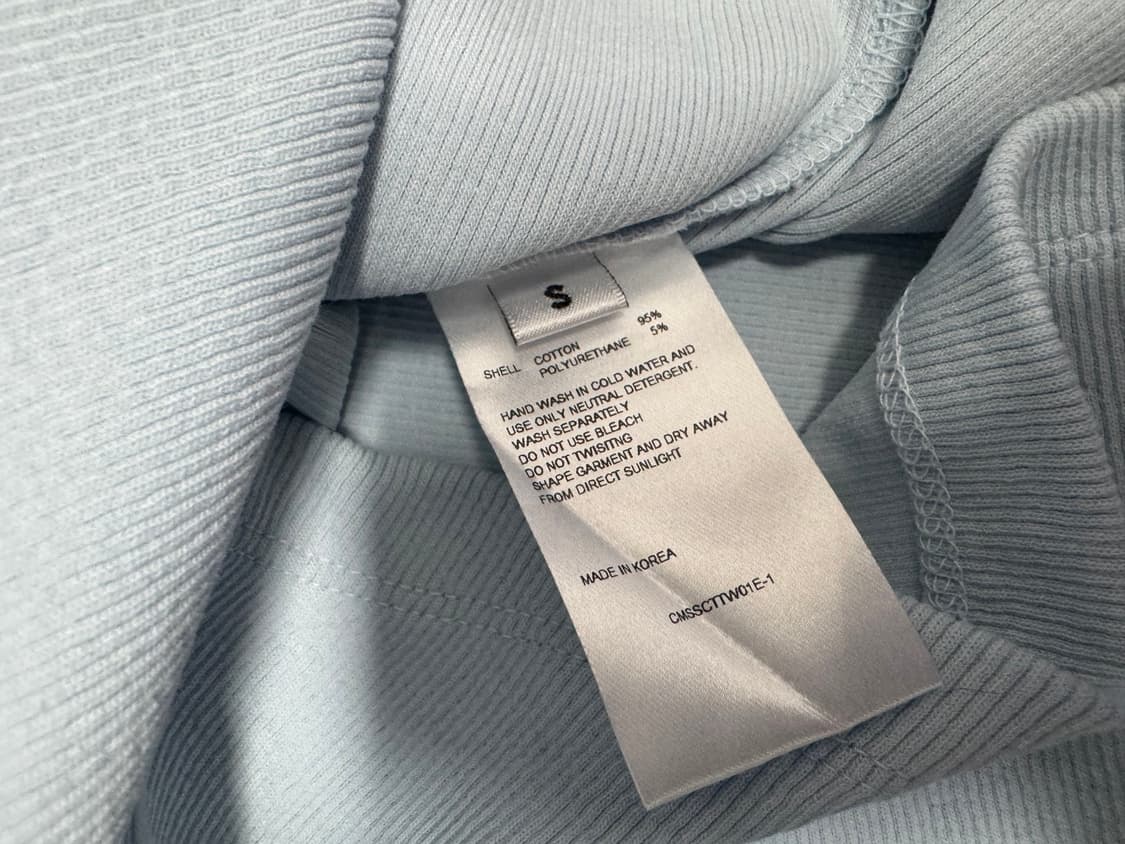 S
SHELL COTTON 95%
POLYURETHANE 5%
HAND WASH IN COLD WATER AND
USE ONLY NEUTRAL DETERGENT.
WASH SEPARATELY
DO NOT USE BLEACH
DO NOT TWISITNG
SHAPE GARMENT AND DRY AWAY
FROM DIRECT SUNLIGHT
MADE IN KOREA
CMSSCTTW01E-1